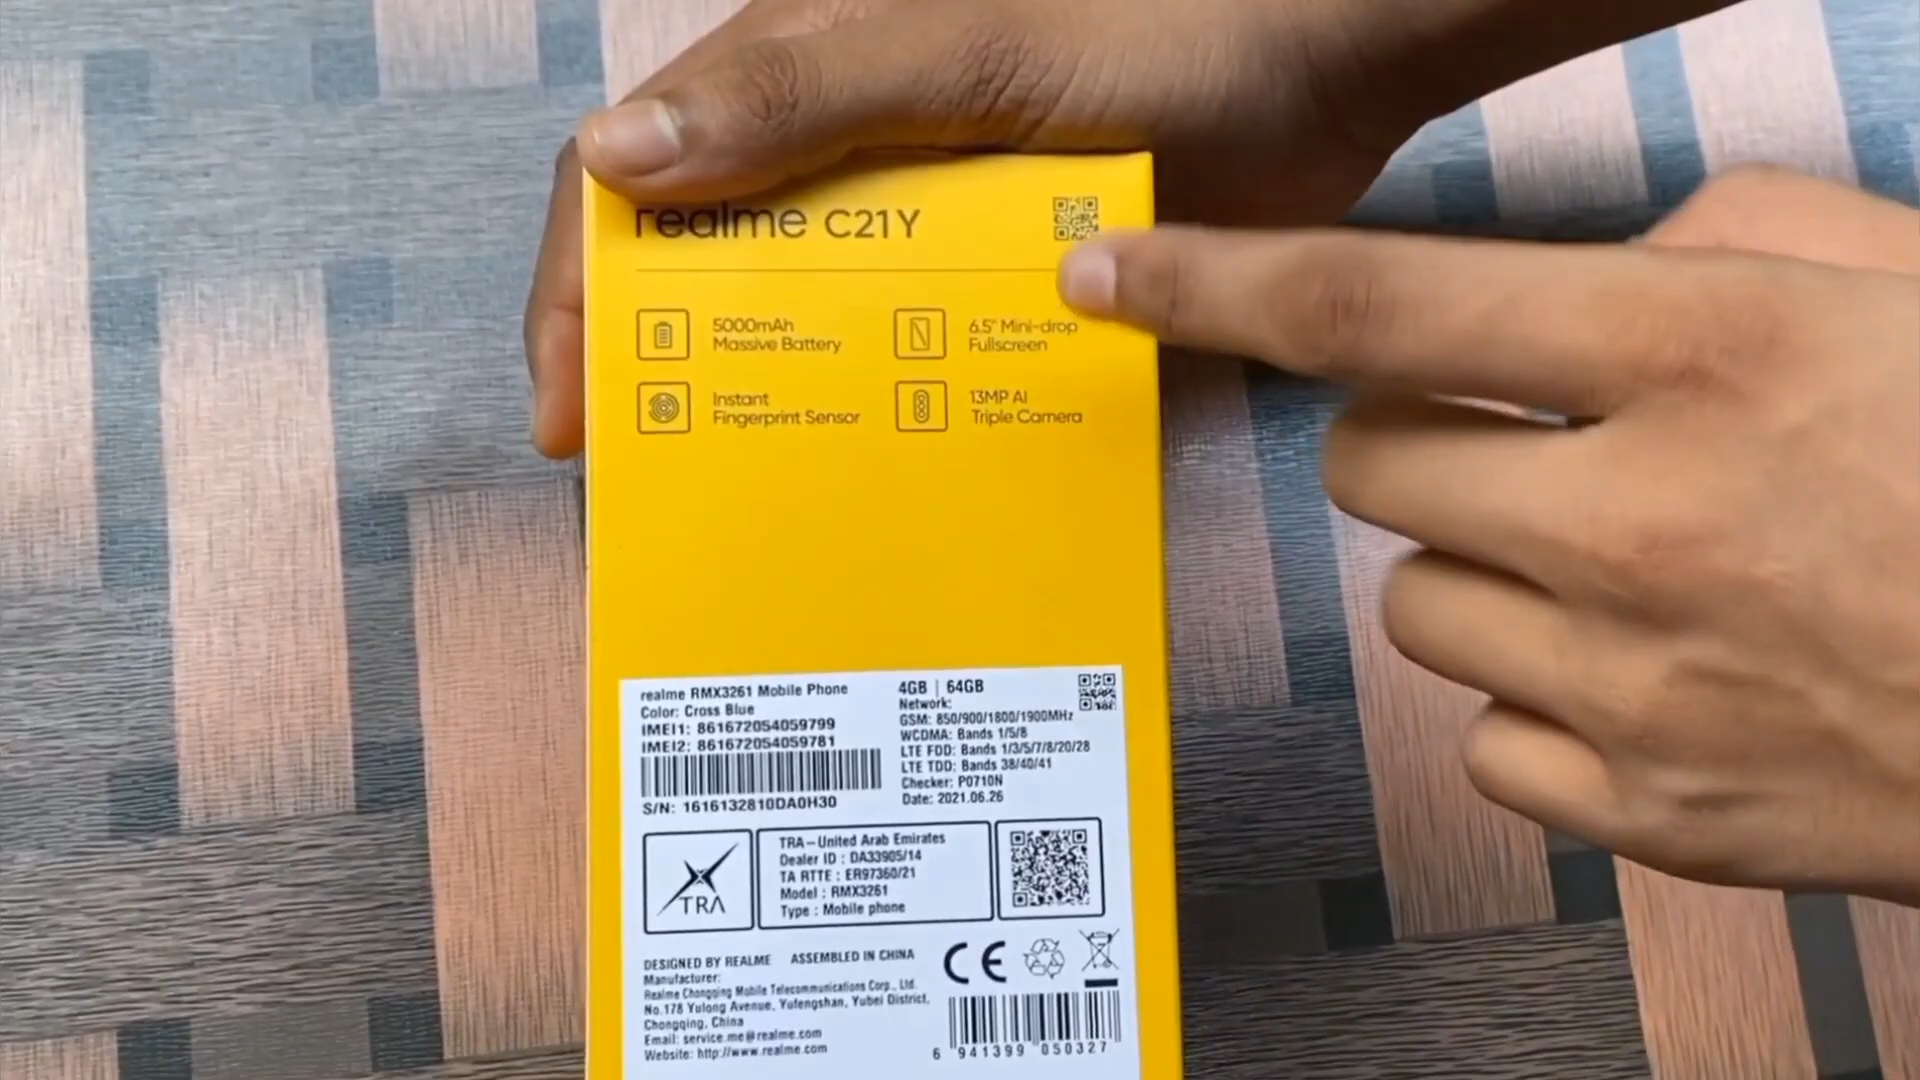 realme C21Y
5000mAh
Massive Battery
6.5" Mini-drop
Fullscreen
Instant
Fingerprint Sensor
13MP AI
Triple Camera
realme RMX3261 Mobile Phone
Color: Cross Blue
IMEI1: 861672054059799
IMEI2: 861672054059781
S/N: 1616132810DA0H30
4GB | 64GB
Network:
GSM: 850/900/1800/1900MHz
WCDMA: Bands 1/5/8
LTE FDD: Bands 1/3/5/7/8/20/28
LTE TDD: Bands 38/40/41
Checker: P0710N
Date: 2021.06.26
TRA
TRA-United Arab Emirates
Dealer ID : DA33905/14
TA RTTE : ER97360/21
Model : RMX3261
Type : Mobile phone
DESIGNED BY REALME ASSEMBLED IN CHINA
Manufacturer:
Realme Chongqing Mobile Telecommunications Corp., Ltd.
No.178 Yulong Avenue, Yufengshan, Yubei District,
Chongqing, China
Email: service.me@realme.com
Website: http://www.realme.com
CE
6 941399 050327